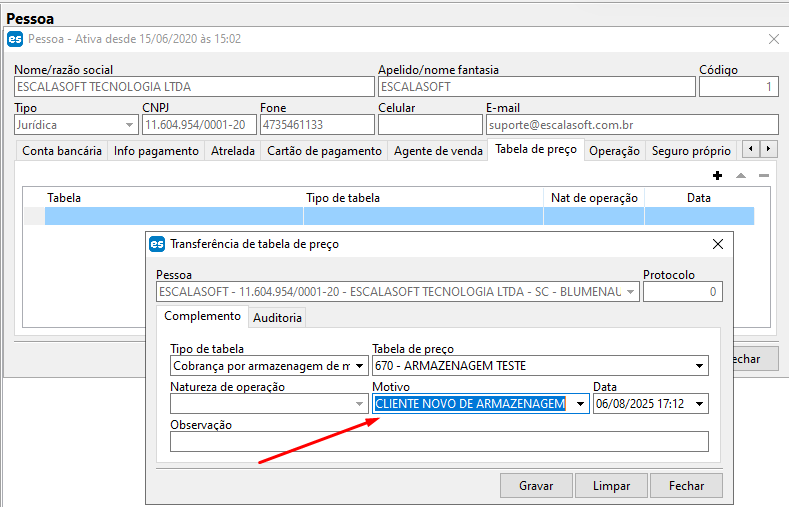 Pessoa
es Pessoa - Ativa desde 15/06/2020 às 15:02
Nome/razão social Apelido/nome fantasia Código
ESCALASOFT TECNOLOGIA LTDA ESCALASOFT 1
Tipo CNPJ Fone Celular E-mail
Jurídica 11.604.954/0001-20 4735461133 suporte@escalasoft.com.br
Conta bancária Info pagamento Atrelada Cartão de pagamento Agente de venda Tabela de preço Operação Seguro próprio
Tabela Tipo de tabela Nat de operação Data
es Transferência de tabela de preço
Pessoa Protocolo
ESCALASOFT - 11.604.954/0001-20 - ESCALASOFT TECNOLOGIA LTDA - SC - BLUMENAU 0
Complemento Auditoria
Tipo de tabela Tabela de preço
Cobrança por armazenagem de m 670 - ARMAZENAGEM TESTE
echar
Natureza de operação Motivo Data
CLIENTE NOVO DE ARMAZENAGEM 06/08/2025 17:12
Observação
Gravar Limpar Fechar